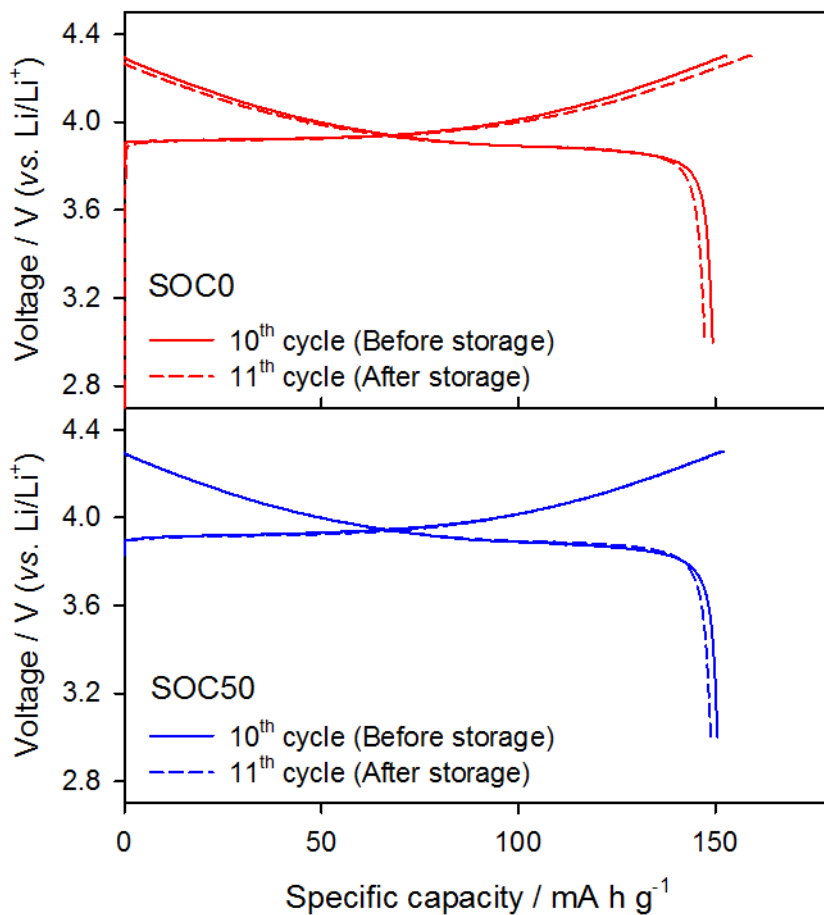 4.4
4.0
3.6
3.2
2.8
Voltage / V (vs. Li/Li⁺)
SOC0
10ᵗʰ cycle (Before storage)
11ᵗʰ cycle (After storage)
4.4
4.0
3.6
3.2
2.8
Voltage / V (vs. Li/Li⁺)
SOC50
10ᵗʰ cycle (Before storage)
11ᵗʰ cycle (After storage)
0 50 100 150
Specific capacity / mA h g⁻¹